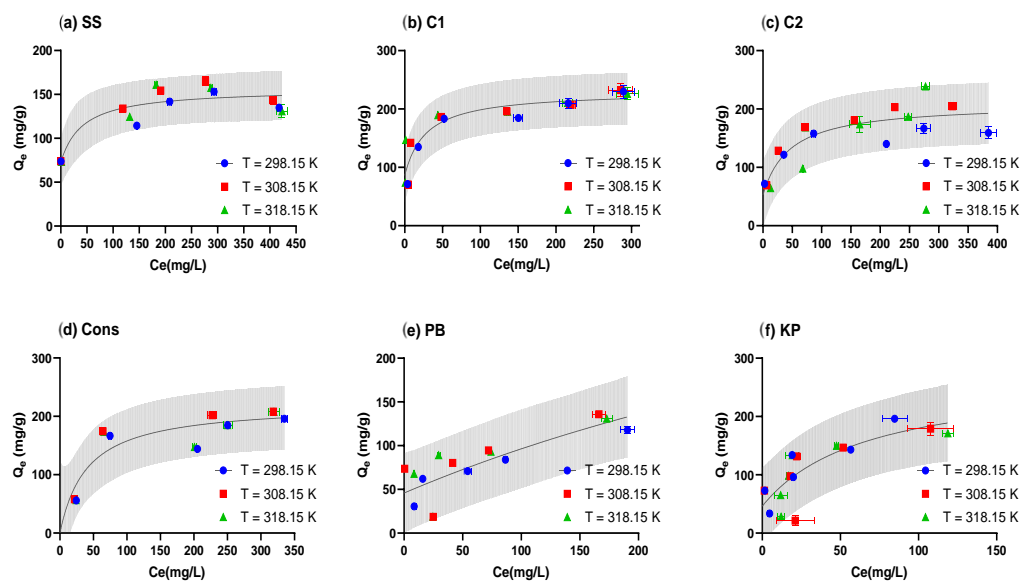 (a) SS
(b) C1
(c) C2
Qe (mg/g)
200
150
100
50
0
0 50 100 150 200 250 300 350 400 450
Ce(mg/L)
T = 298.15 K
T = 308.15 K
T = 318.15 K
Qe (mg/g)
300
200
100
0
0 50 100 150 200 250 300
Ce(mg/L)
T = 298.15 K
T = 308.15 K
T = 318.15 K
Qe (mg/g)
300
200
100
0
0 50 100 150 200 250 300 350 400
Ce(mg/L)
T = 298.15 K
T = 308.15 K
T = 318.15 K
(d) Cons
(e) PB
(f) KP
Qe (mg/g)
300
200
100
0
0 50 100 150 200 250 300 350
Ce(mg/L)
T = 298.15 K
T = 308.15 K
T = 318.15 K
Qe (mg/g)
200
150
100
50
0
0 50 100 150 200
Ce(mg/L)
T = 298.15 K
T = 308.15 K
T = 318.15 K
Qe (mg/g)
300
200
100
0
0 50 100 150
Ce(mg/L)
T = 298.15 K
T = 308.15 K
T = 318.15 K